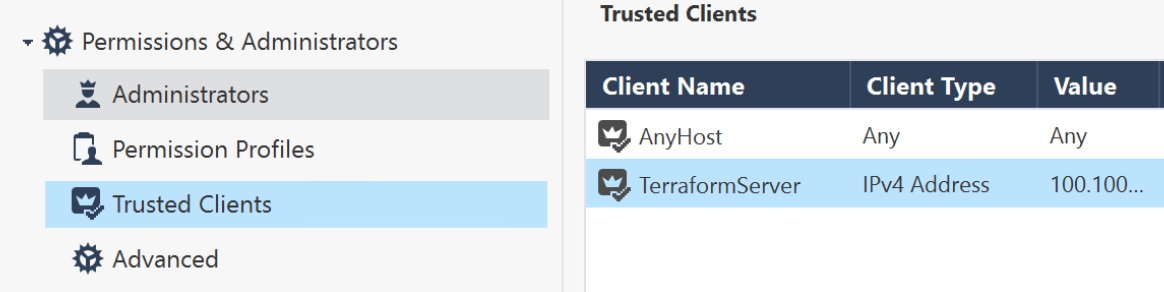 Permissions & Administrators
Administrators
Permission Profiles
Trusted Clients
Advanced
Trusted Clients
Client Name Client Type Value
AnyHost Any Any
TerraformServer IPv4 Address 100.100...